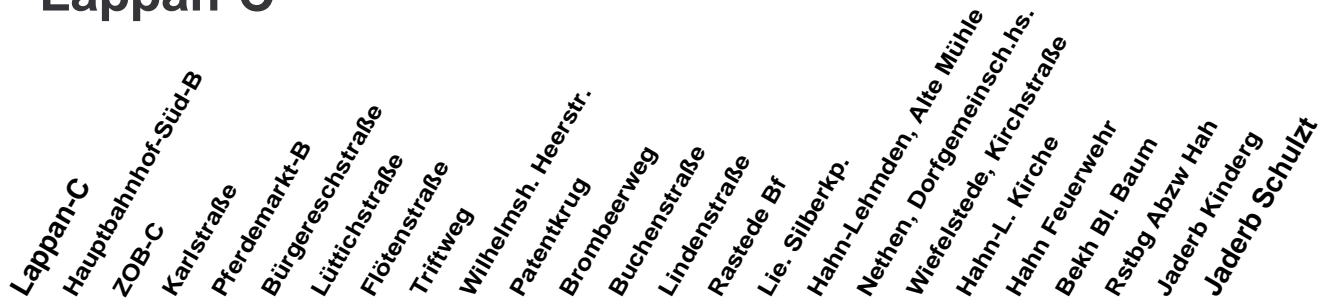 Lappan-C
Lappan-C
Hauptbahnhof-Süd-B
ZOB-C
Karlstraße
Pferdemarkt-B
Bürgereschstraße
Lüttichstraße
Flötenstraße
Triftweg
Wilhelmsh. Heerstr.
Patentkrug
Brombeerweg
Buchenstraße
Lindenstraße
Rastede Bf
Lie. Silberkp.
Hahn-Lehmden, Alte Mühle
Nethen, Dorfgemeinsch.hs.
Wiefelstede, Kirchstraße
Hahn-L. Kirche
Hahn Feuerwehr
Bekh Bl. Baum
Rstbg Abzw Hah
Jaderb Kinderg
Jaderb Schulzt